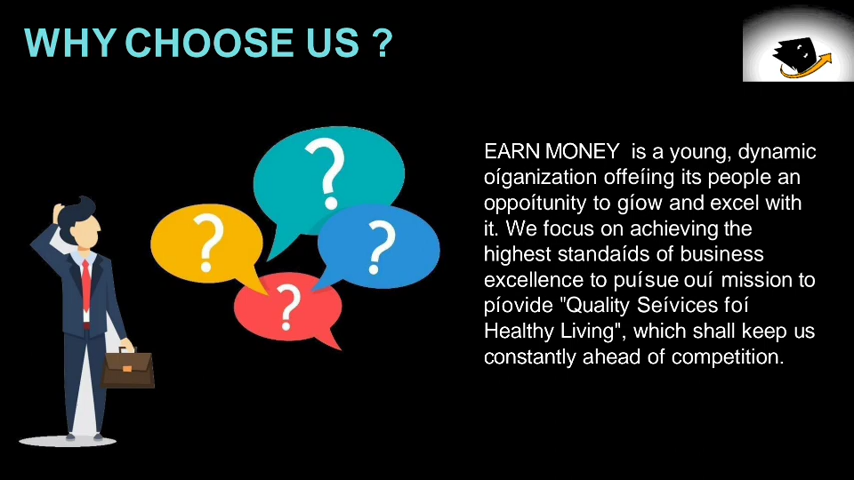 WHY CHOOSE US ?
EARN MONEY is a young, dynamic
oíganization offeíing its people an
oppoítunity to gíow and excel with
it. We focus on achieving the
highest standaíds of business
excellence to puísue ouí mission to
píovide "Quality Seívices foí
Healthy Living", which shall keep us
constantly ahead of competition.
?
?
?
?